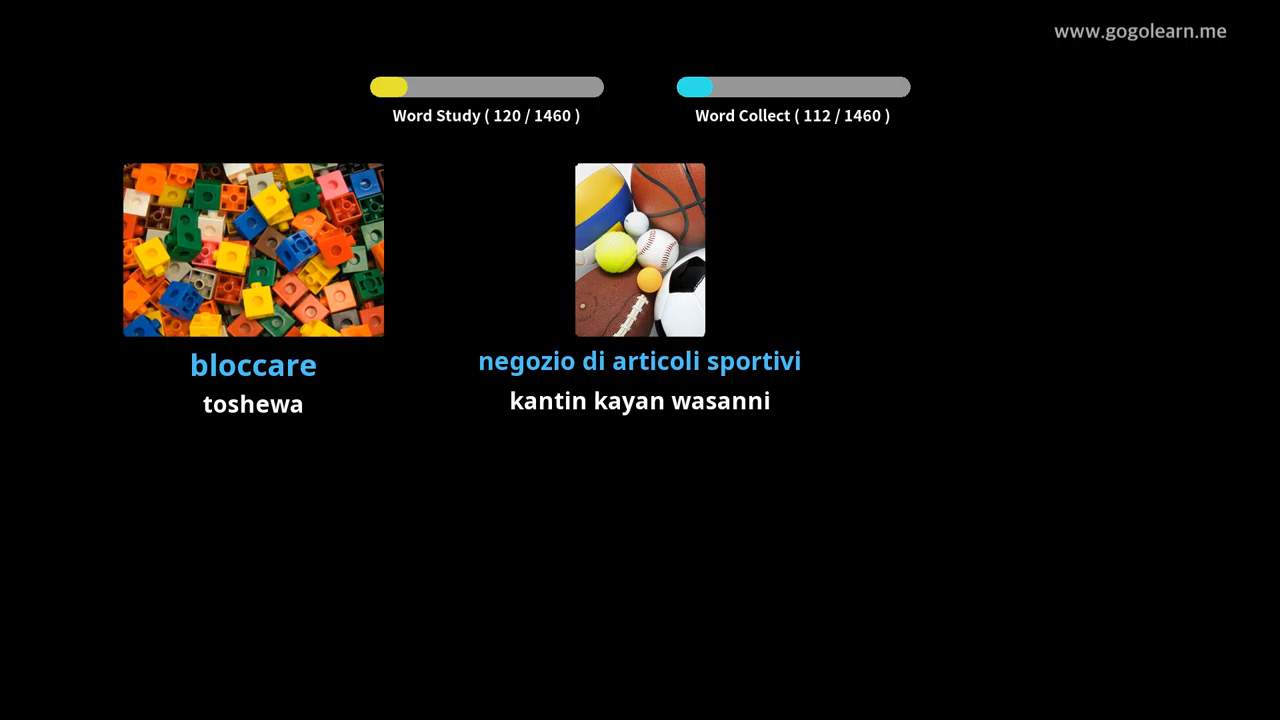 www.gogolearn.me
Word Study ( 120 / 1460 )
Word Collect ( 112 / 1460 )
bloccare
toshewa
negozio di articoli sportivi
kantin kayan wasanni